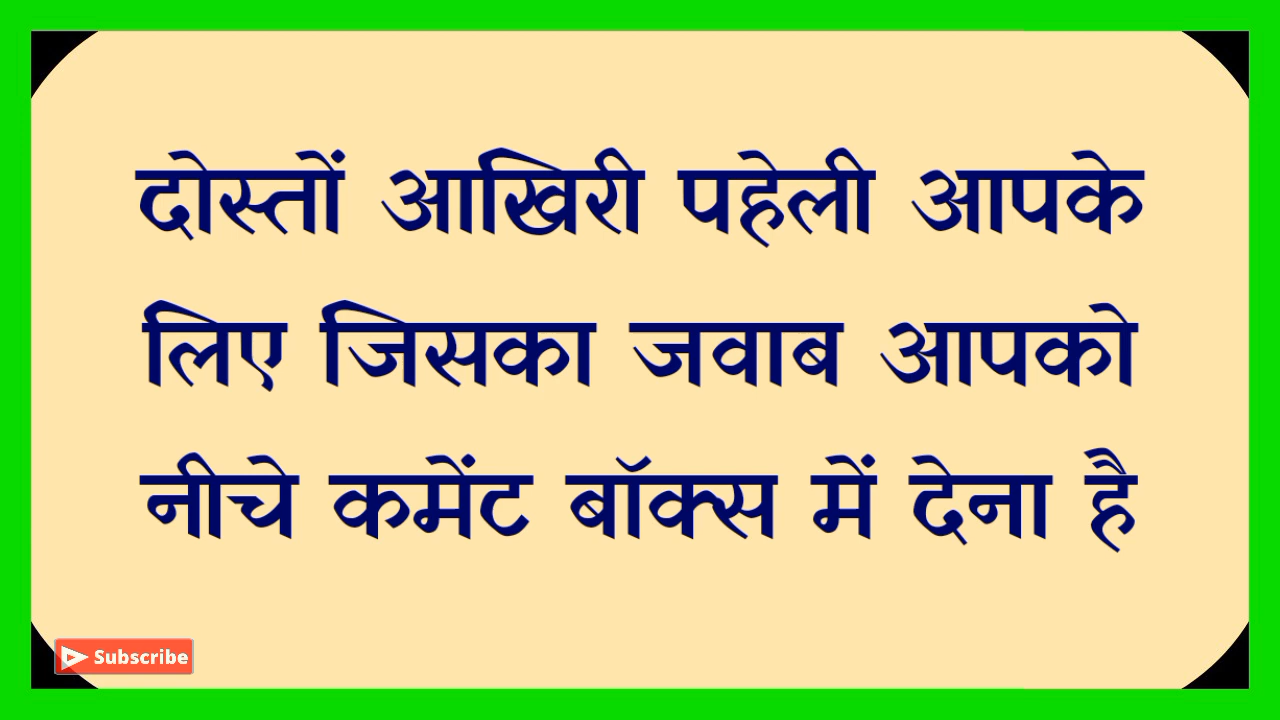 दोस्तों आखिरी पहेली आपके
लिए जिसका जवाब आपको
नीचे कमेंट बॉक्स में देना है
Subscribe